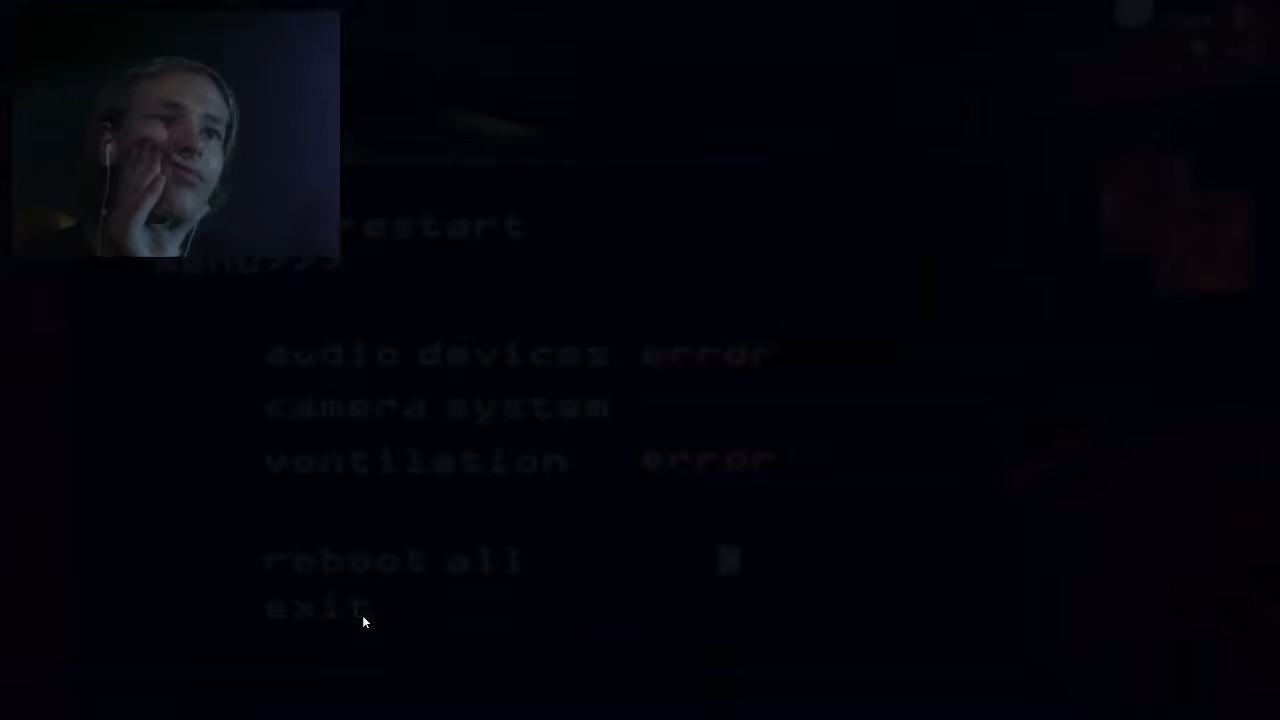 restart
audio devices error
camera system
ventilation error
reboot all
exit